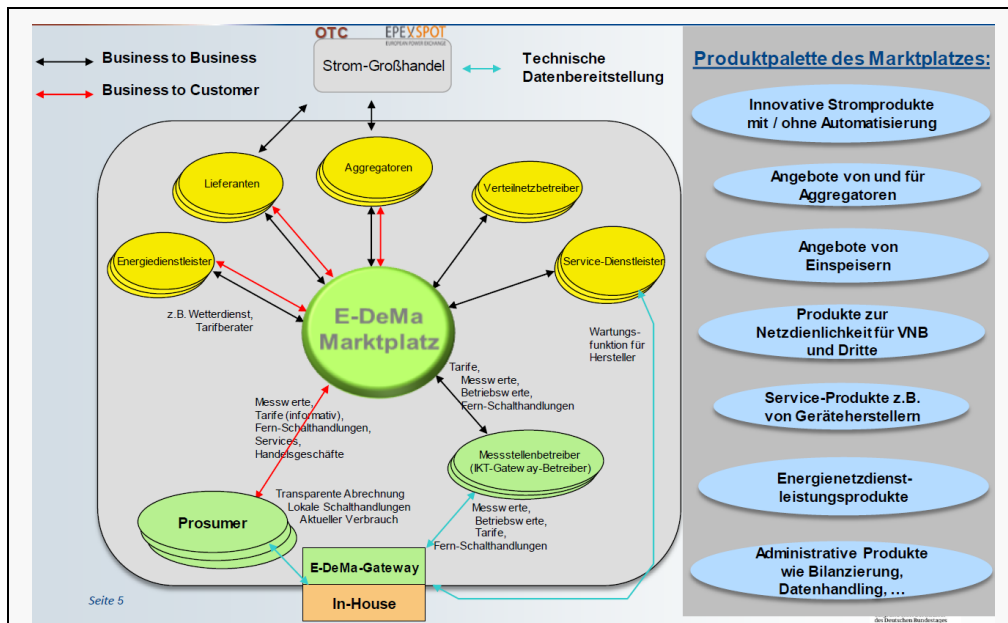 OTC
EPEXSPOT
EUROPEAN POWER EXCHANGE
Business to Business
Business to Customer
Strom-Großhandel
Technische
Datenbereitstellung
Lieferanten
Aggregatoren
Verteilnetzbetreiber
Energiedienstleister
Service-Dienstleister
z.B. Wetterdienst,
Tarifberater
E-DeMa
Marktplatz
Wartungs-
funktion für
Hersteller
Tarife,
Messwerte,
Betriebswerte,
Fern-Schalthandlungen
Messwerte,
Tarife (informativ),
Fern-Schalthandlungen,
Services,
Handelsgeschäfte
Messstellenbetreiber
(IKT-Gateway-Betreiber)
Transparente Abrechnung
Lokale Schalthandlungen
Aktueller Verbrauch
Messwerte,
Betriebswerte,
Tarife,
Fern-Schalthandlungen
Prosumer
E-DeMa-Gateway
In-House
Seite 5
Produktpalette des Marktplatzes:
Innovative Stromprodukte
mit / ohne Automatisierung
Angebote von und für
Aggregatoren
Angebote von
Einspeisern
Produkte zur
Netzdienlichkeit für VNB
und Dritte
Service-Produkte z.B.
von Geräteherstellern
Energienetzdienst-
leistungsprodukte
Administrative Produkte
wie Bilanzierung,
Datenhandling, ...
des Deutschen Bundestages